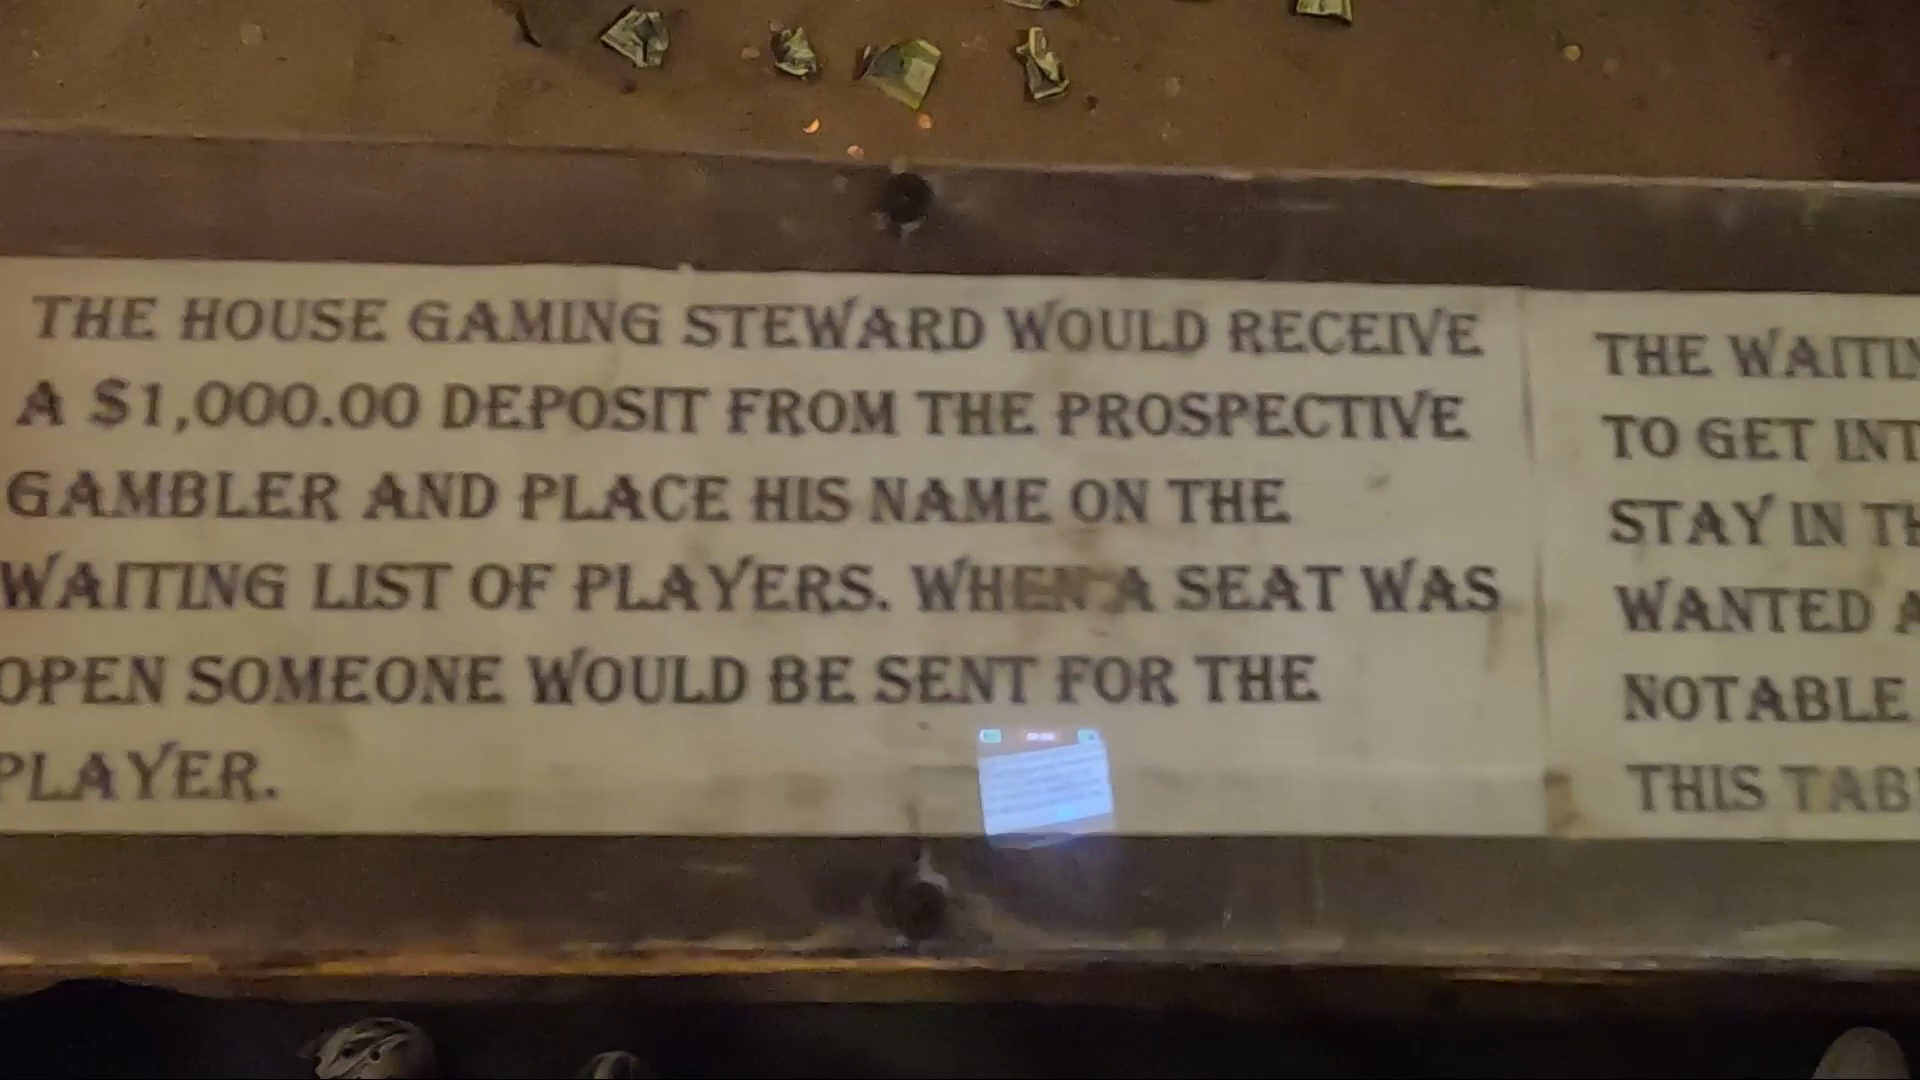 THE HOUSE GAMING STEWARD WOULD RECEIVE
A $1,000.00 DEPOSIT FROM THE PROSPECTIVE
GAMBLER AND PLACE HIS NAME ON THE
WAITING LIST OF PLAYERS. WHEN A SEAT WAS
OPEN SOMEONE WOULD BE SENT FOR THE
PLAYER.
THE
TO GET
STAY IN
WANTED
NOTABLE
THIS